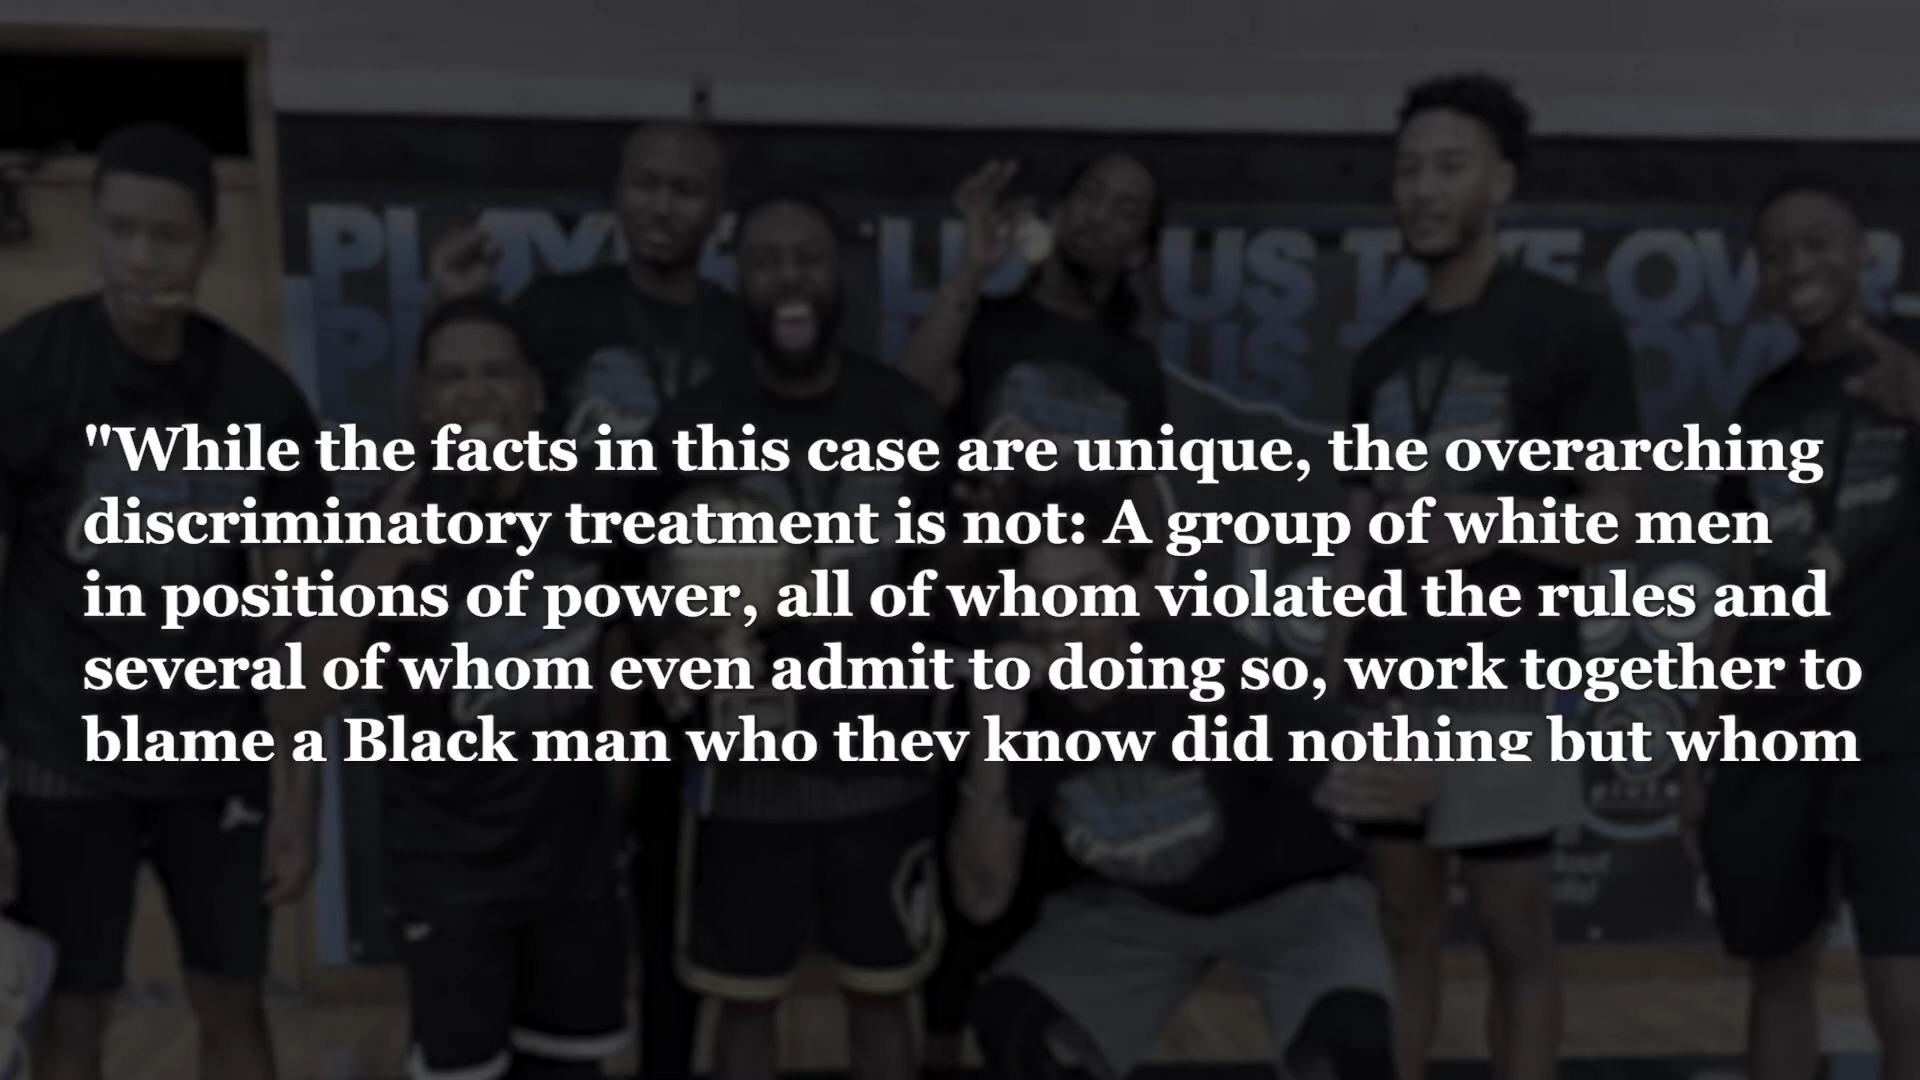 "While the facts in this case are unique, the overarching
discriminatory treatment is not: A group of white men
in positions of power, all of whom violated the rules and
several of whom even admit to doing so, work together to
blame a Black man who they know did nothing but whom